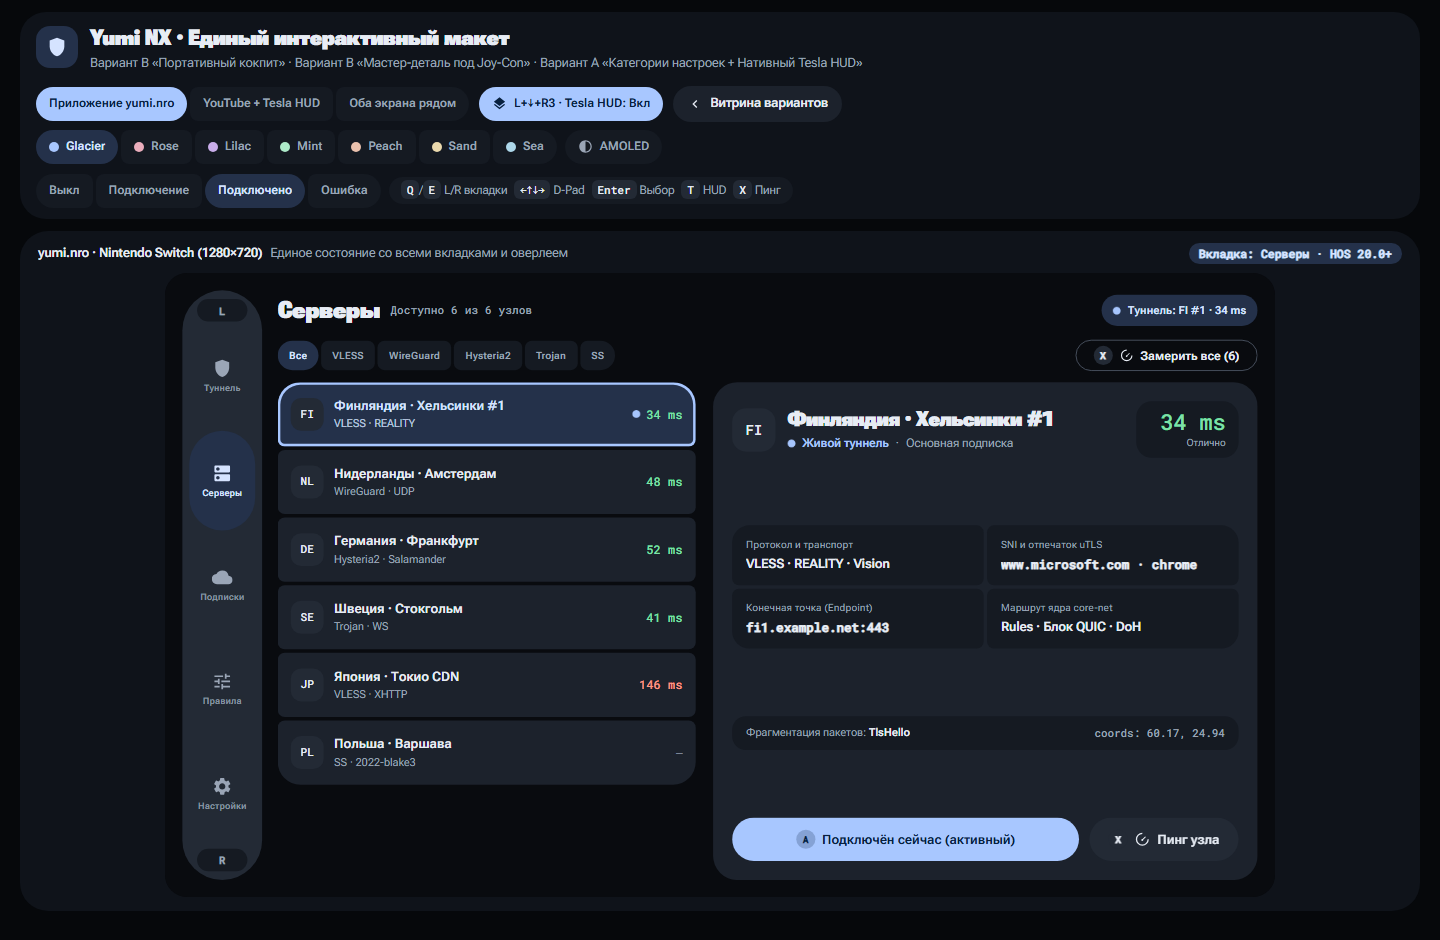 Yumi NX • Единый интерактивный макет
Вариант B «Портативный кокпит» · Вариант B «Мастер-деталь под Joy-Con» · Вариант A «Категории настроек + Нативный Tesla HUD»
Приложение yumi.nro
YouTube + Tesla HUD
Оба экрана рядом
L+↓+R3 · Tesla HUD: Вкл
Витрина вариантов
Glacier
Rose
Lilac
Mint
Peach
Sand
Sea
AMOLED
Выкл
Подключение
Подключено
Ошибка
Q / E L/R вкладки ←↑↓→ D-Pad Enter Выбор T HUD X Пинг
yumi.nro · Nintendo Switch (1280×720) Единое состояние со всеми вкладками и оверлеем
Вкладка: Серверы · HOS 20.0+
L
Туннель
Серверы
Подписки
Правила
Настройки
R
Серверы Доступно 6 из 6 узлов
Туннель: FI #1 · 34 ms
Все
VLESS
WireGuard
Hysteria2
Trojan
SS
X Замерить все (6)
FI
Финляндия · Хельсинки #1
VLESS · REALITY
34 ms
NL
Нидерланды · Амстердам
WireGuard · UDP
48 ms
DE
Германия · Франкфурт
Hysteria2 · Salamander
52 ms
SE
Швеция · Стокгольм
Trojan · WS
41 ms
JP
Япония · Токио CDN
VLESS · XHTTP
146 ms
PL
Польша · Варшава
SS · 2022-blake3
—
FI
Финляндия · Хельсинки #1
Живой туннель · Основная подписка
34 ms
Отлично
Протокол и транспорт
VLESS · REALITY · Vision
SNI и отпечаток uTLS
www.microsoft.com · chrome
Конечная точка (Endpoint)
fi1.example.net:443
Маршрут ядра core-net
Rules · Блок QUIC · DoH
Фрагментация пакетов: TlsHello
coords: 60.17, 24.94
A Подключён сейчас (активный)
X Пинг узла